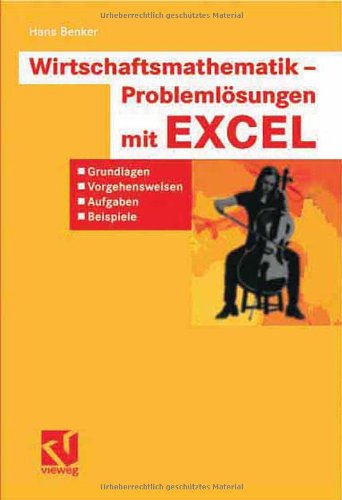 Urheberrechtlich geschütztes Material
Hans Benker
Wirtschaftsmathematik –
Problemlösungen
mit EXCEL
Grundlagen
Vorgehensweisen
Aufgaben
Beispiele
vieweg
Urheberrechtlich geschütztes Material